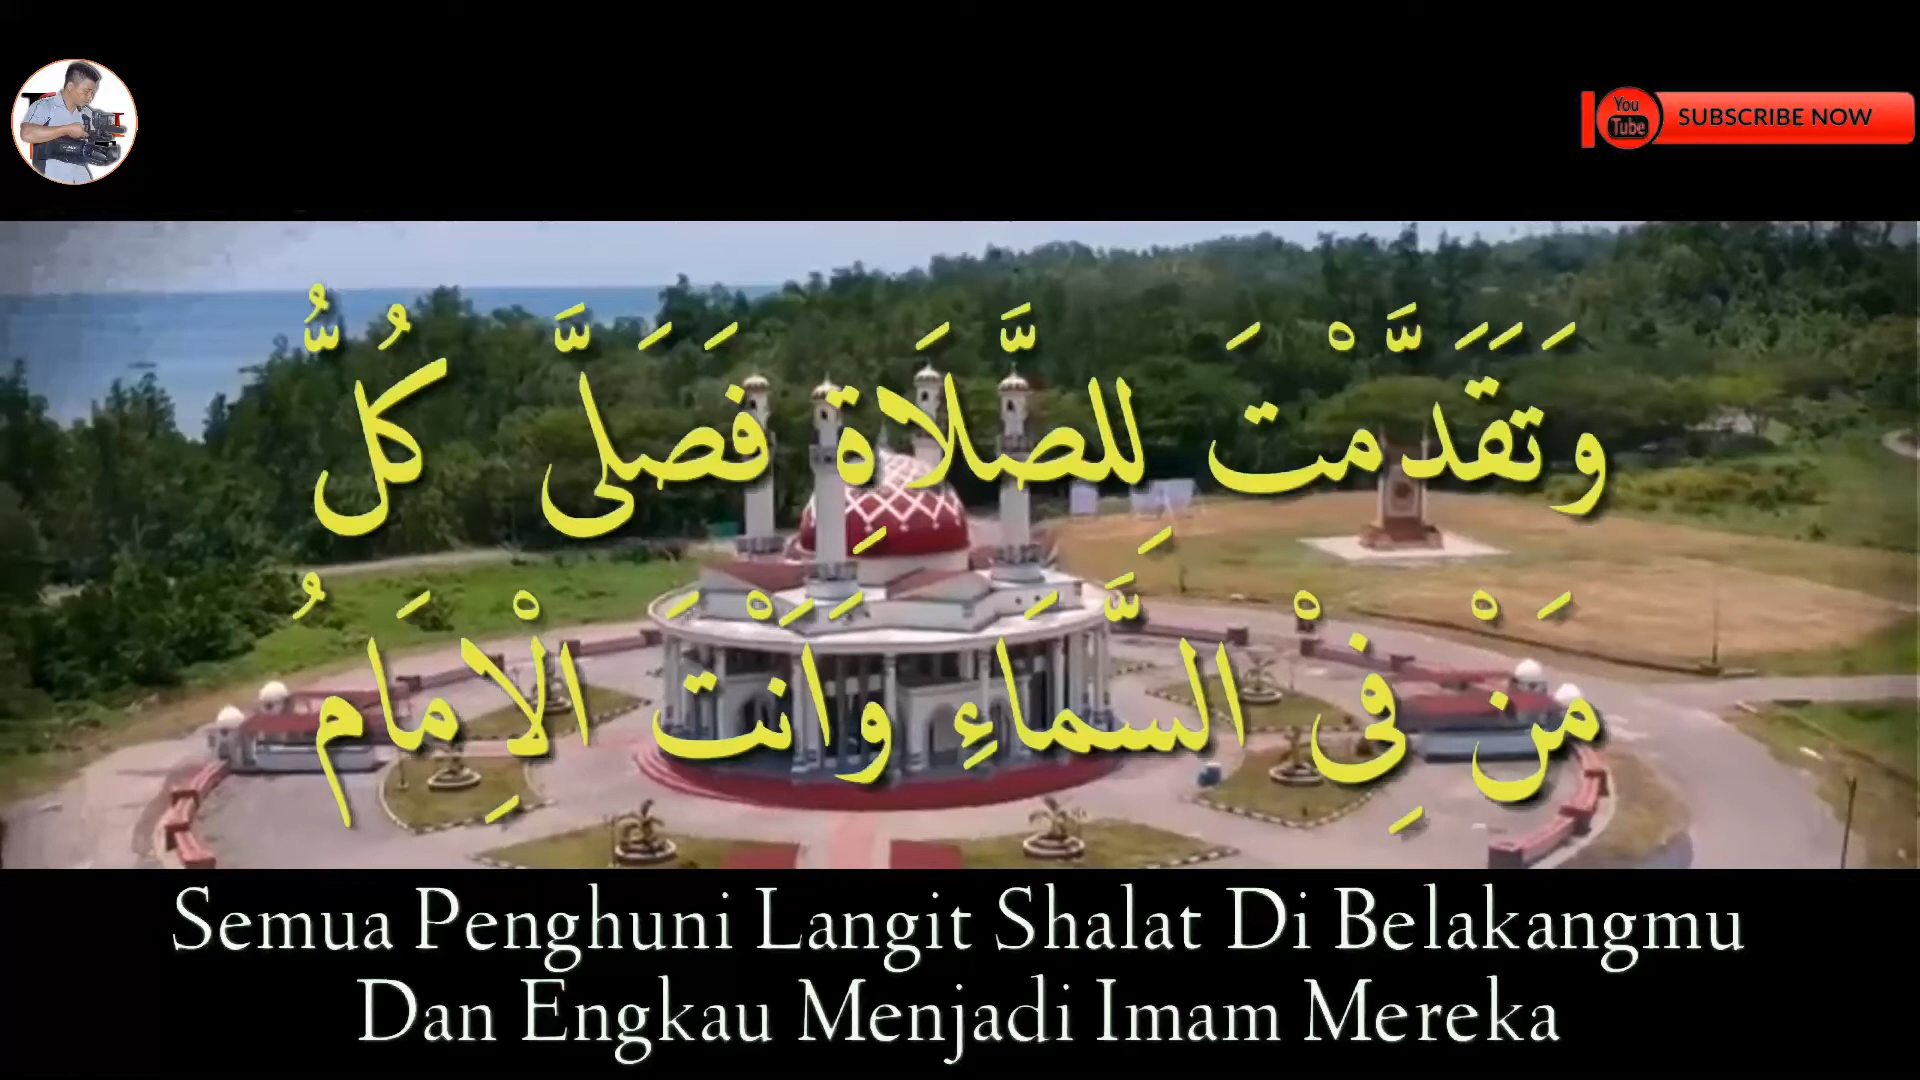 You
Tube
SUBSCRIBE NOW
وَتَقَدَّمْتَ لِلصَّلَاةِ فَصَلَّى كُلُّ
مَنْ فِيْ السَّمَاءِ وَاَنْتَ الْاِمَامُ
Semua Penghuni Langit Shalat Di Belakangmu
Dan Engkau Menjadi Imam Mereka